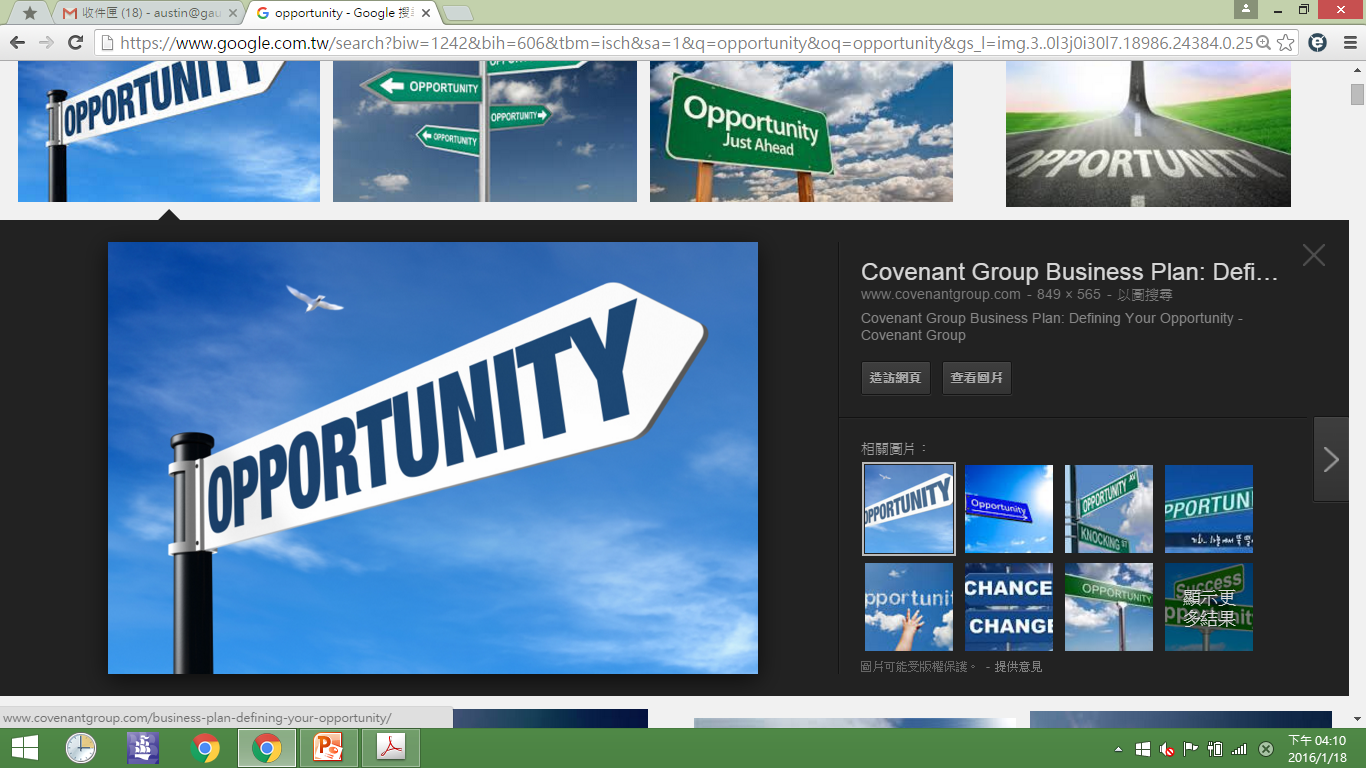 收件匣 (18) - austin@gau
opportunity - Google 搜
https://www.google.com.tw/search?biw=1242&bih=606&tbm=isch&sa=1&q=opportunity&oq=opportunity&gs_l=img.3..0l3j0i30l7.18986.24384.0.25
OPPORTUNITY
OPPORTUNITY
OPPORTUNITY
OPPORTUNITY
Opportunity
Just Ahead
OPPORTUNITY
OPPORTUNITY
Covenant Group Business Plan: Defi…
www.covenantgroup.com - 849 × 565 - 以圖搜尋
Covenant Group Business Plan: Defining Your Opportunity -
Covenant Group
造訪網頁
查看圖片
相關圖片：
OPPORTUNITY
Opportunity
OPPORTUNITY AV
KNOCKING ST
PPORTUN
pportunit
CHANCE
CHANGE
OPPORTUNITY
Success
pportunit
顯示更
多結果
圖片可能受版權保護。 - 提供意見
www.covenantgroup.com/business-plan-defining-your-opportunity/
下午 04:10
2016/1/18